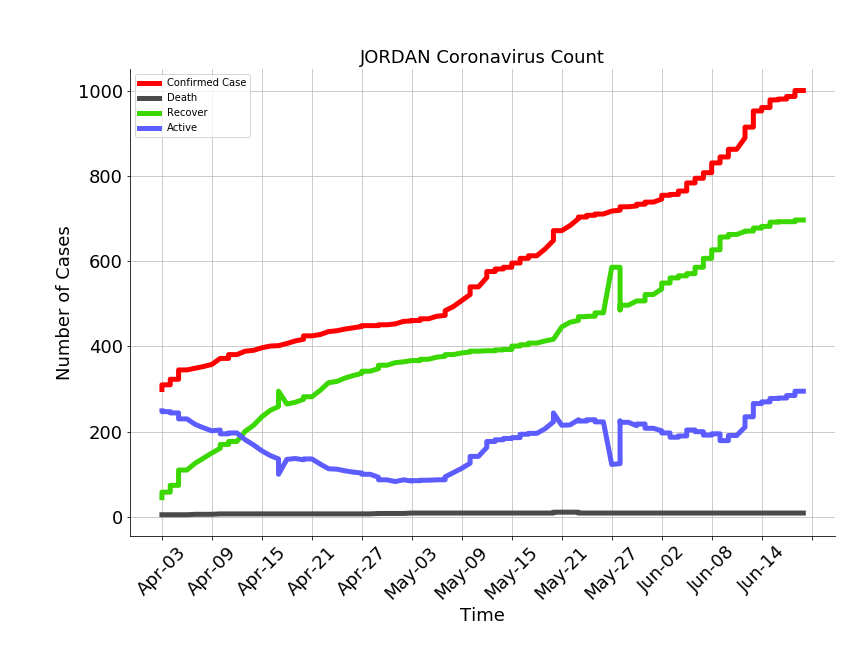 JORDAN Coronavirus Count
Confirmed Case
Death
Recover
Active
Number of Cases
1000
800
600
400
200
0
Apr-03
Apr-09
Apr-15
Apr-21
Apr-27
May-03
May-09
May-15
May-21
May-27
Jun-02
Jun-08
Jun-14
Time